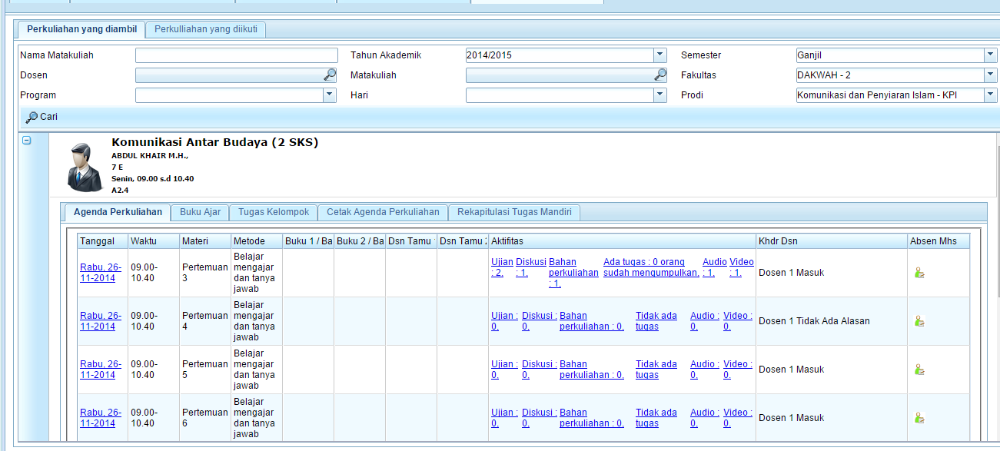 Perkuliahan yang diambil Perkulliahan yang diikuti
Nama Matakuliah Tahun Akademik 2014/2015 Semester Ganjil
Dosen Matakuliah Fakultas DAKWAH - 2
Program Hari Prodi Komunikasi dan Penyiaran Islam - KPI
Cari
Komunikasi Antar Budaya (2 SKS)
ABDUL KHAIR M.H.,
7 E
Senin, 09.00 s.d 10.40
A2.4
Agenda Perkuliahan Buku Ajar Tugas Kelompok Cetak Agenda Perkuliahan Rekapitulasi Tugas Mandiri
Tanggal Waktu Materi Metode Buku 1 / Ba Buku 2 / Ba Dsn Tamu Dsn Tamu Aktifitas Khdr Dsn Absen Mhs
Rabu, 26-11-2014 09.00-10.40 Pertemuan 3 Belajar mengajar dan tanya jawab Ujian : 2, Diskusi : 1, Bahan perkuliahan : 1, Ada tugas : 0 orang sudah mengumpulkan, Audio : 1, Video : 1. Dosen 1 Masuk
Rabu, 26-11-2014 09.00-10.40 Pertemuan 4 Belajar mengajar dan tanya jawab Ujian : 0, Diskusi : 0, Bahan perkuliahan : 0, Tidak ada tugas Audio : 0, Video : 0. Dosen 1 Tidak Ada Alasan
Rabu, 26-11-2014 09.00-10.40 Pertemuan 5 Belajar mengajar dan tanya jawab Ujian : 0, Diskusi : 0, Bahan perkuliahan : 0, Tidak ada tugas Audio : 0, Video : 0. Dosen 1 Masuk
Rabu, 26-11-2014 09.00-10.40 Pertemuan 6 Belajar mengajar dan tanya jawab Ujian : 0, Diskusi : 0, Bahan perkuliahan : 0, Tidak ada tugas Audio : 0, Video : 0. Dosen 1 Masuk